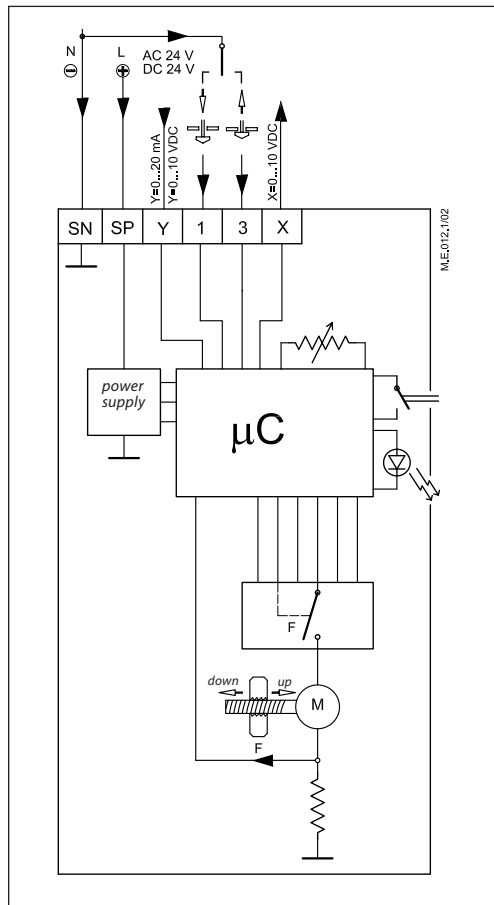 N
L
AC 24 V
DC 24 V
Y=0...20 mA
Y=0...10 VDC
X=0...10 VDC
SN
SP
Y
1
3
X
M.E.012.1/02
power
supply
µC
F
down
up
M
F